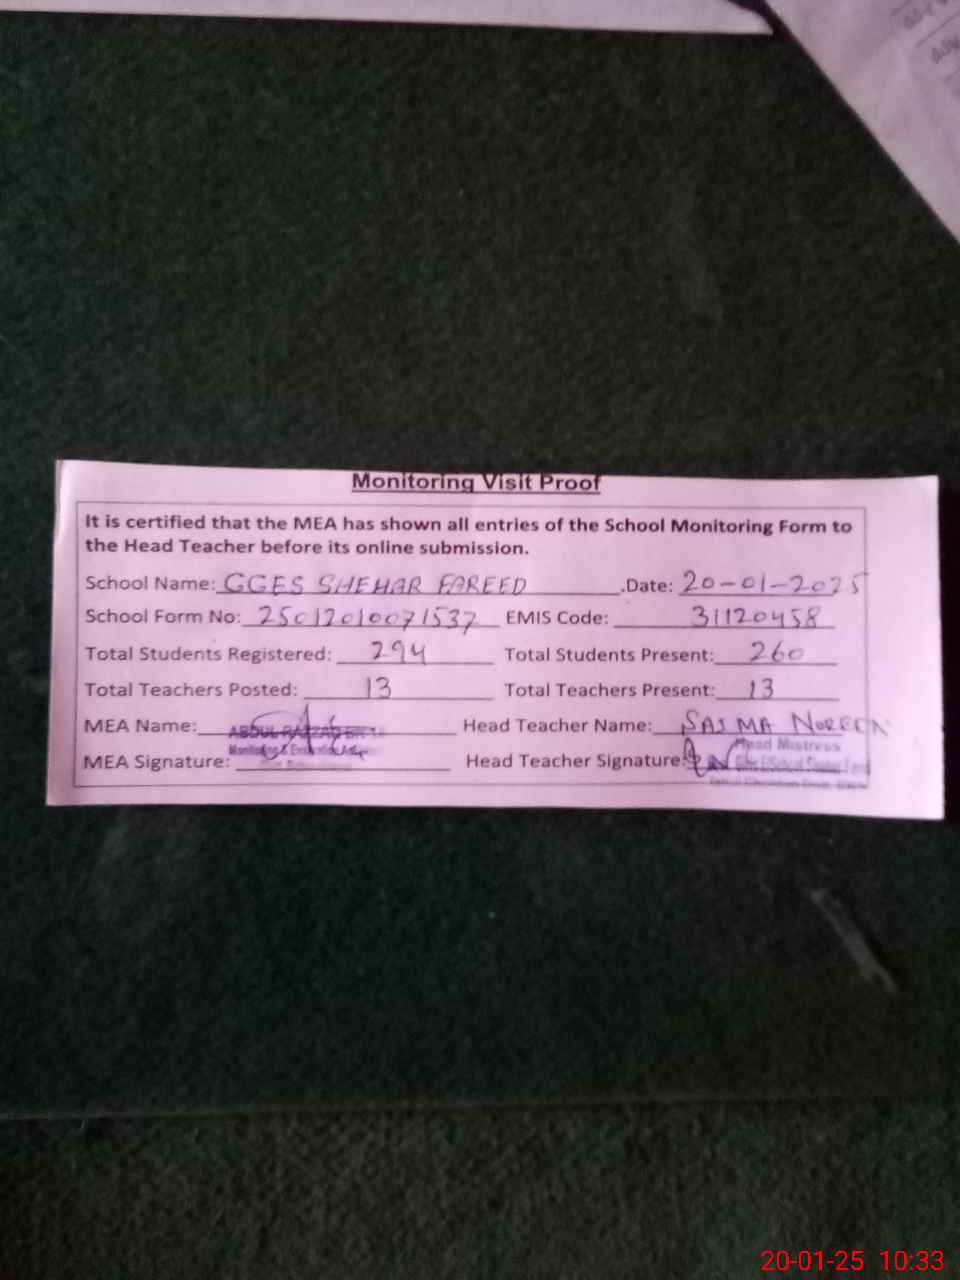 Monitoring Visit Proof
It is certified that the MEA has shown all entries of the School Monitoring Form to
the Head Teacher before its online submission.
School Name: GGES SHEHAR FAREED .Date: 20-01-2025
School Form No: 25012010071537 EMIS Code: 31120458
Total Students Registered: 294 Total Students Present: 260
Total Teachers Posted: 13 Total Teachers Present: 13
MEA Name: ABDUL RAZZAQ Head Teacher Name: SAIMA NOREEN
Monitoring & Evaluation
Head Mistress
MEA Signature: Head Teacher Signature:
20-01-25 10:33